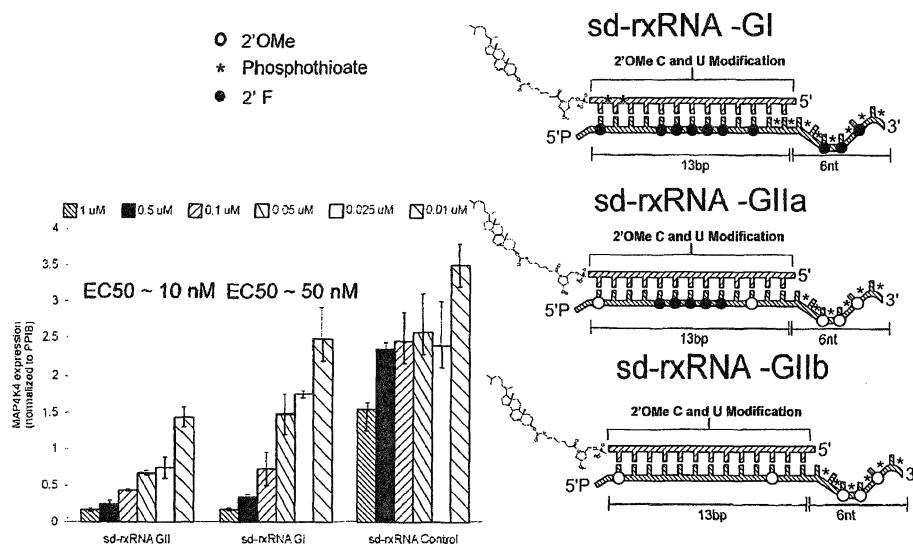 2'OMe
* Phosphothioate
2' F
1 uM 0.5 uM 0.1 uM 0.05 uM 0.025 uM 0.01 uM
4
3.5
3
2.5
2
1.5
1
0.5
0
MAP4K4 expression
(normalized to PPIB)
EC50 ~ 10 nM EC50 ~ 50 nM
sd-rxRNA GII
sd-rxRNA GI
sd-rxRNA Control
sd-rxRNA -GI
2'OMe C and U Modification
5'
5'P
3'
13bp
6nt
sd-rxRNA -GIIa
2'OMe C and U Modification
5'
5'P
3'
13bp
6nt
sd-rxRNA -GIIb
2'OMe C and U Modification
5'
5'P
3'
13bp
6nt